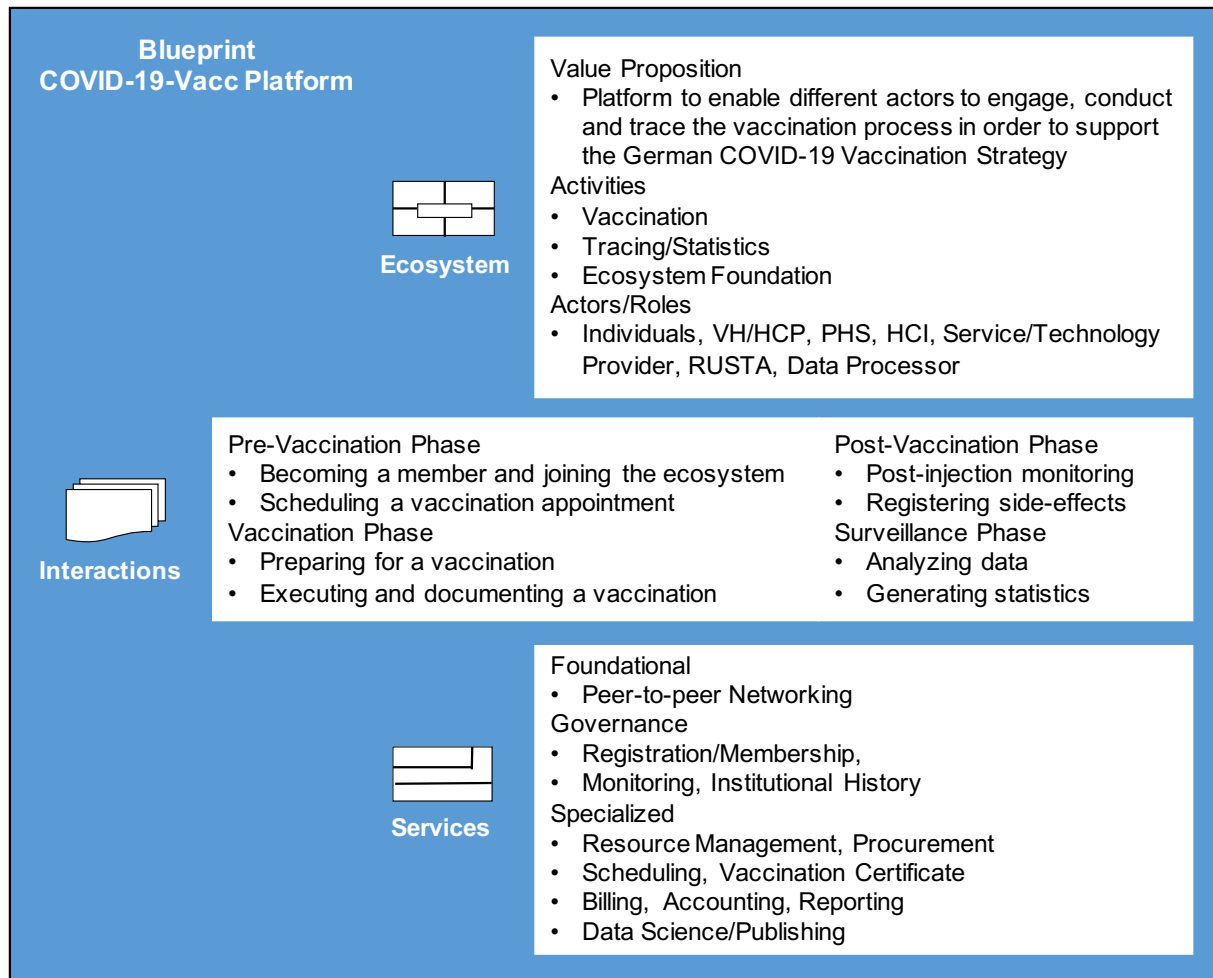 Blueprint
COVID-19-Vacc Platform
Value Proposition
• Platform to enable different actors to engage, conduct
and trace the vaccination process in order to support
the German COVID-19 Vaccination Strategy
Activities
• Vaccination
• Tracing/Statistics
• Ecosystem Foundation
Actors/Roles
• Individuals, VH/HCP, PHS, HCI, Service/Technology
Provider, RUSTA, Data Processor
Ecosystem
Pre-Vaccination Phase
• Becoming a member and joining the ecosystem
• Scheduling a vaccination appointment
Vaccination Phase
• Preparing for a vaccination
• Executing and documenting a vaccination
Post-Vaccination Phase
• Post-injection monitoring
• Registering side-effects
Surveillance Phase
• Analyzing data
• Generating statistics
Interactions
Foundational
• Peer-to-peer Networking
Governance
• Registration/Membership,
• Monitoring, Institutional History
Specialized
• Resource Management, Procurement
• Scheduling, Vaccination Certificate
• Billing, Accounting, Reporting
• Data Science/Publishing
Services